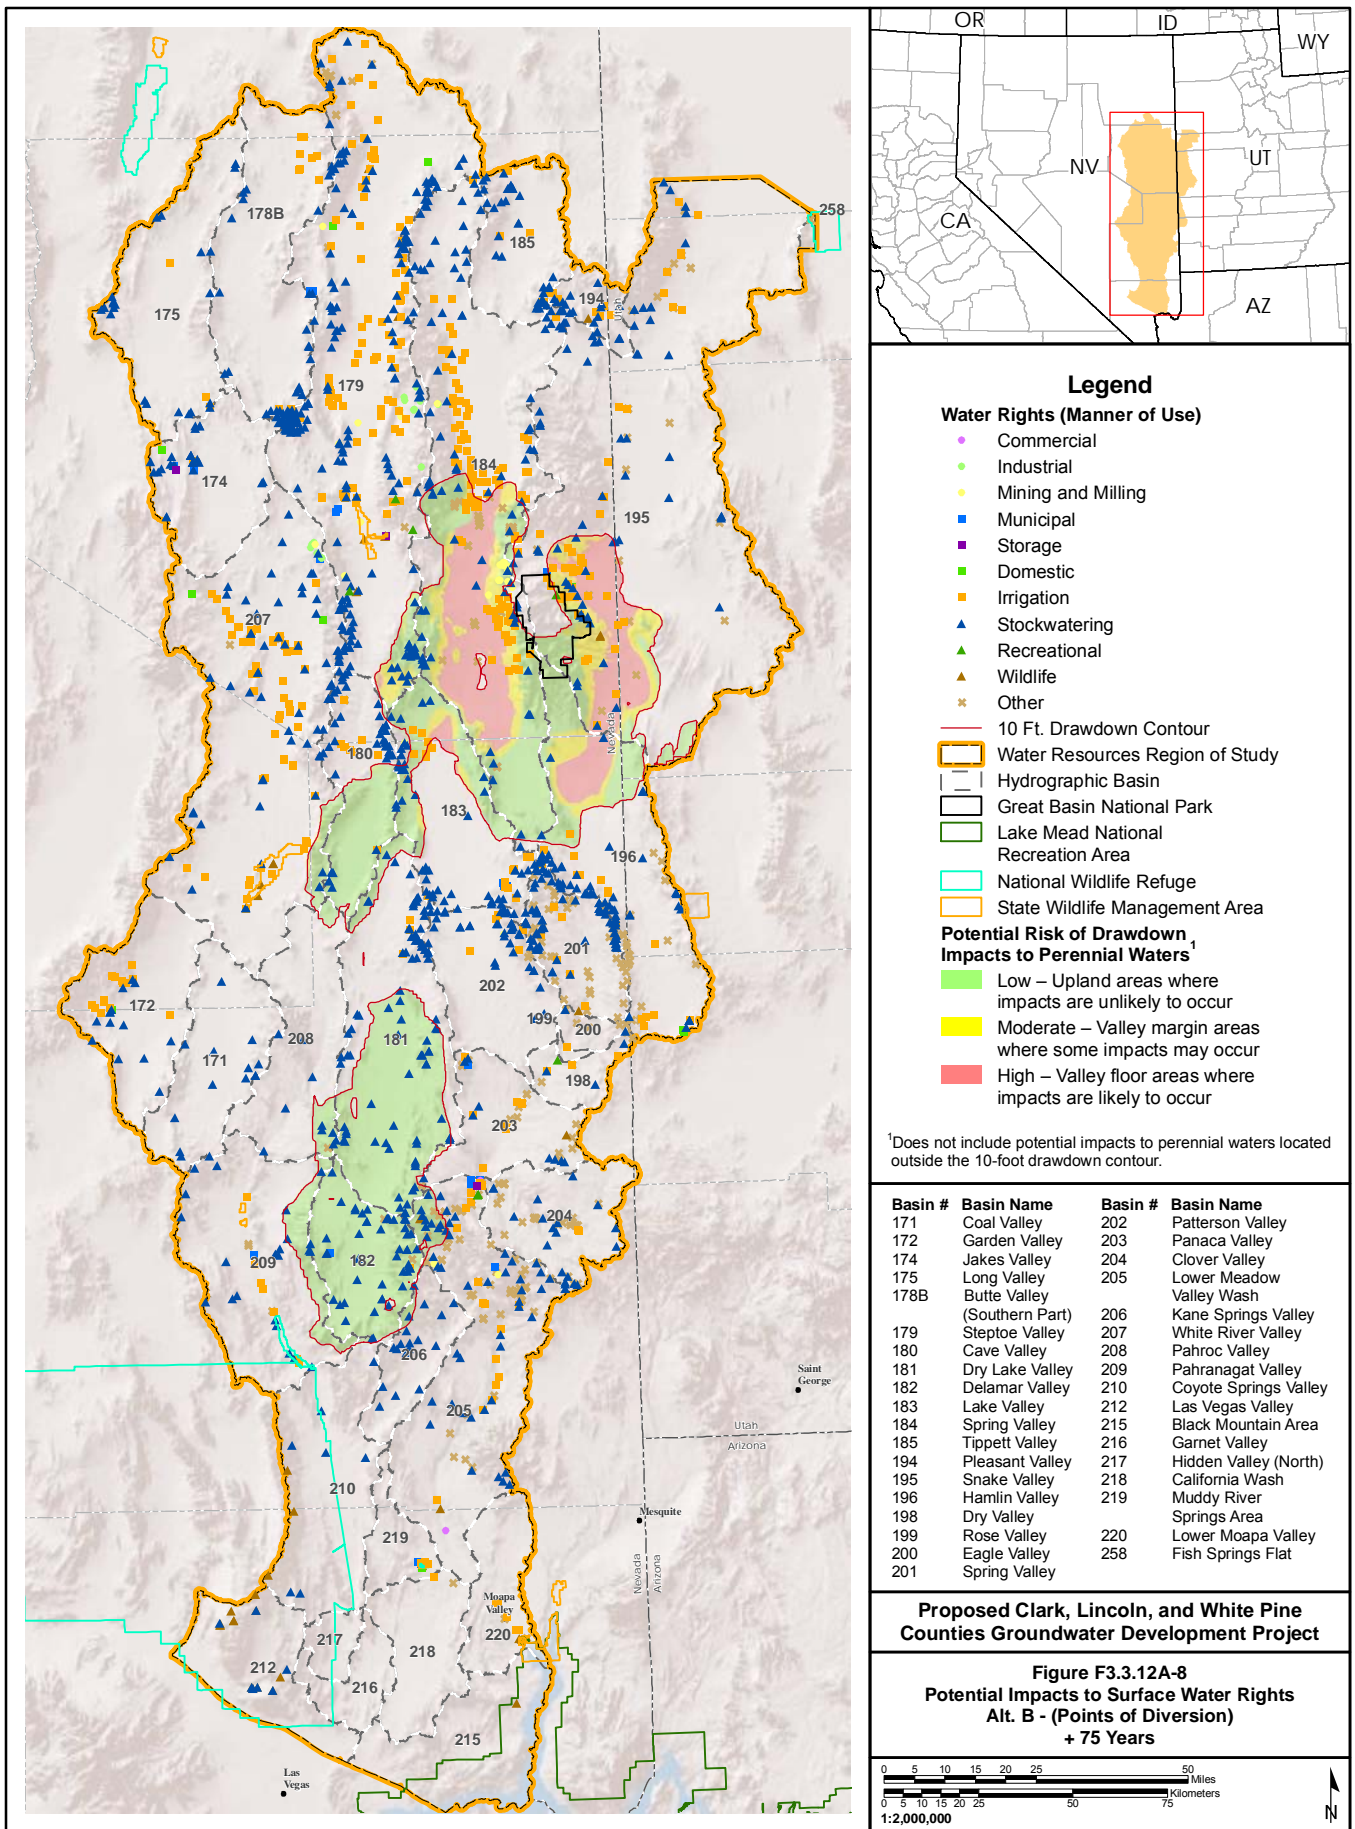 OR
ID
WY
NV
UT
CA
AZ
258
178B
185
175
194
Utah
179
184
174
195
207
Nevada
180
183
196
201
202
172
199
200
181
208
171
198
203
204
209
182
206
Saint
George
205
Utah
Arizona
210
219
Mesquite
Nevada
Arizona
Moapa
Valley
220
217
218
212
216
215
Las
Vegas
Legend
Water Rights (Manner of Use)
Commercial
Industrial
Mining and Milling
Municipal
Storage
Domestic
Irrigation
Stockwatering
Recreational
Wildlife
Other
10 Ft. Drawdown Contour
Water Resources Region of Study
Hydrographic Basin
Great Basin National Park
Lake Mead National
Recreation Area
National Wildlife Refuge
State Wildlife Management Area
Potential Risk of Drawdown
Impacts to Perennial Waters1
Low – Upland areas where
impacts are unlikely to occur
Moderate – Valley margin areas
where some impacts may occur
High – Valley floor areas where
impacts are likely to occur
1Does not include potential impacts to perennial waters located
outside the 10-foot drawdown contour.
Basin # Basin Name Basin # Basin Name
171 Coal Valley 202 Patterson Valley
172 Garden Valley 203 Panaca Valley
174 Jakes Valley 204 Clover Valley
175 Long Valley 205 Lower Meadow
178B Butte Valley Valley Wash
(Southern Part) 206 Kane Springs Valley
179 Steptoe Valley 207 White River Valley
180 Cave Valley 208 Pahroc Valley
181 Dry Lake Valley 209 Pahranagat Valley
182 Delamar Valley 210 Coyote Springs Valley
183 Lake Valley 212 Las Vegas Valley
184 Spring Valley 215 Black Mountain Area
185 Tippett Valley 216 Garnet Valley
194 Pleasant Valley 217 Hidden Valley (North)
195 Snake Valley 218 California Wash
196 Hamlin Valley 219 Muddy River
198 Dry Valley Springs Area
199 Rose Valley 220 Lower Moapa Valley
200 Eagle Valley 258 Fish Springs Flat
201 Spring Valley
Proposed Clark, Lincoln, and White Pine
Counties Groundwater Development Project
Figure F3.3.12A-8
Potential Impacts to Surface Water Rights
Alt. B - (Points of Diversion)
+ 75 Years
0 5 10 15 20 25 50
Miles
Kilometers
0 5 10 15 20 25 50 75
1:2,000,000
N